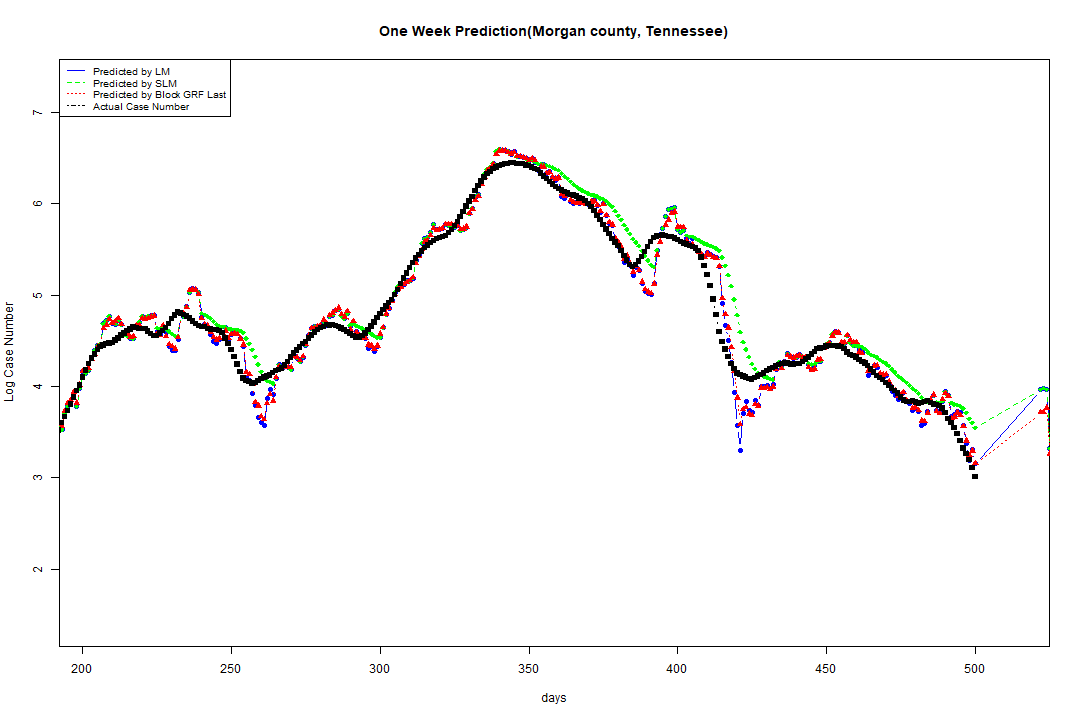 One Week Prediction(Morgan county, Tennessee)
Predicted by LM
Predicted by SLM
Predicted by Block GRF Last
Actual Case Number
Log Case Number
7
6
5
4
3
2
200 250 300 350 400 450 500
days